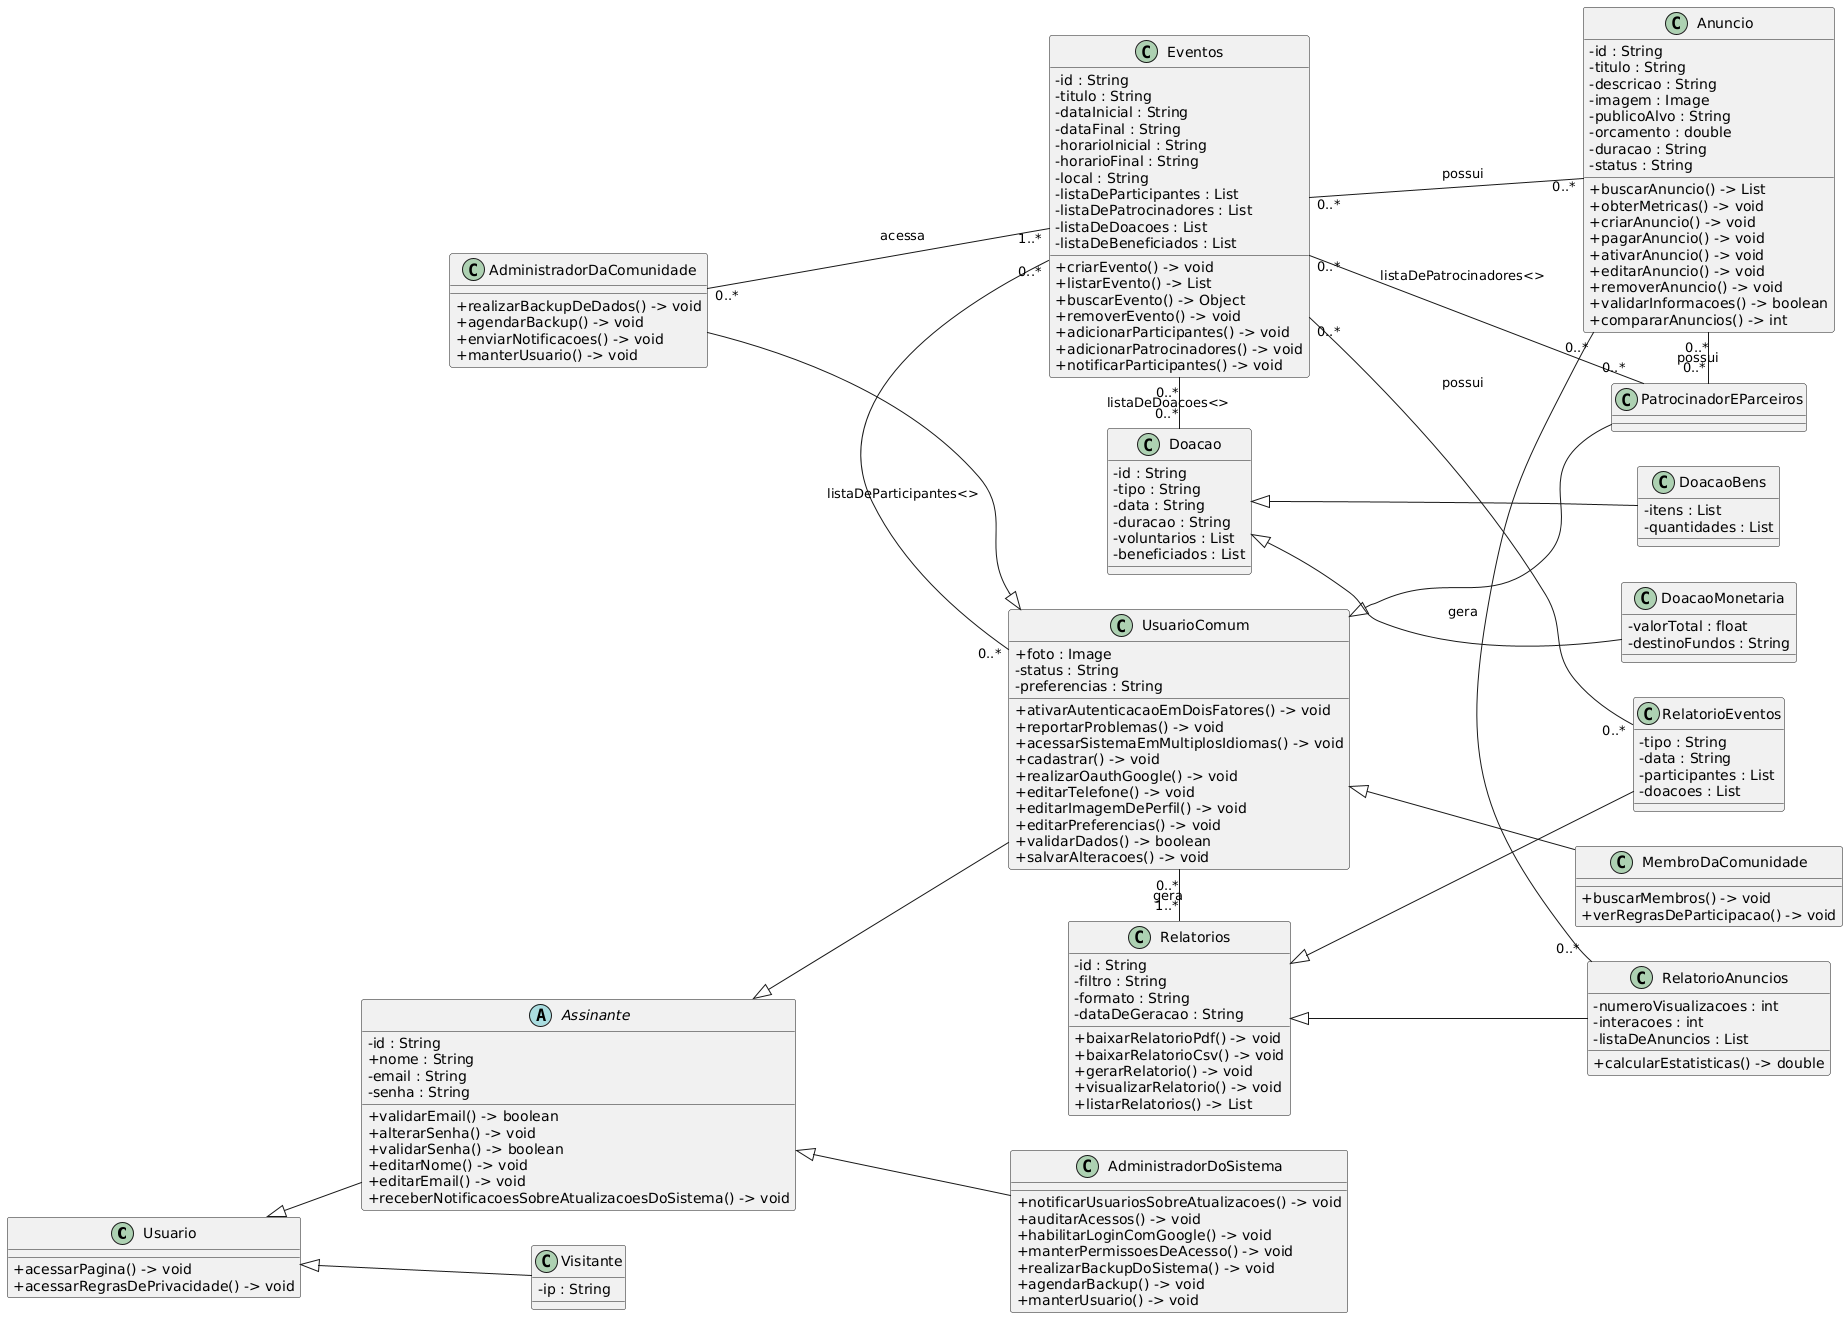 C Anuncio
-id : String
-titulo : String
-descricao : String
-imagem : Image
-publicoAlvo : String
-orcamento : double
-duracao : String
-status : String
+buscarAnuncio() -> List
+obterMetricas() -> void
+criarAnuncio() -> void
+pagarAnuncio() -> void
+ativarAnuncio() -> void
+editarAnuncio() -> void
+removerAnuncio() -> void
+validarInformacoes() -> boolean
+compararAnuncios() -> int
C Eventos
-id : String
-titulo : String
-dataInicial : String
-dataFinal : String
-horarioInicial : String
-horarioFinal : String
-local : String
-listaDeParticipantes : List
-listaDePatrocinadores : List
-listaDeDoacoes : List
-listaDeBeneficiados : List
+criarEvento() -> void
+listarEvento() -> List
+buscarEvento() -> Object
+removerEvento() -> void
+adicionarParticipantes() -> void
+adicionarPatrocinadores() -> void
+notificarParticipantes() -> void
possui
0..*
0..*
acessa
1..*
0..*
0..*
C AdministradorDaComunidade
+realizarBackupDeDados() -> void
+agendarBackup() -> void
+enviarNotificacoes() -> void
+manterUsuario() -> void
0..*
listaDePatrocinadores<>
0..*
0..*
0..*
possui
0..*
0..*
C PatrocinadorEParceiros
possui
0..*
listaDeDoacoes<>
0..*
C Doacao
-id : String
-tipo : String
-data : String
-duracao : String
-voluntarios : List
-beneficiados : List
C DoacaoBens
-itens : List
-quantidades : List
listaDeParticipantes<>
C DoacaoMonetaria
-valorTotal : float
-destinoFundos : String
gera
0..*
C UsuarioComum
+foto : Image
-status : String
-preferencias : String
+ativarAutenticacaoEmDoisFatores() -> void
+reportarProblemas() -> void
+acessarSistemaEmMultiplosIdiomas() -> void
+cadastrar() -> void
+realizarOauthGoogle() -> void
+editarTelefone() -> void
+editarImagemDePerfil() -> void
+editarPreferencias() -> void
+validarDados() -> boolean
+salvarAlteracoes() -> void
0..*
C RelatorioEventos
-tipo : String
-data : String
-participantes : List
-doacoes : List
C MembroDaComunidade
+buscarMembros() -> void
+verRegrasDeParticipacao() -> void
0..*
gera
1..*
C Relatorios
-id : String
-filtro : String
-formato : String
-dataDeGeracao : String
+baixarRelatorioPdf() -> void
+baixarRelatorioCsv() -> void
+gerarRelatorio() -> void
+visualizarRelatorio() -> void
+listarRelatorios() -> List
0..*
C RelatorioAnuncios
-numeroVisualizacoes : int
-interacoes : int
-listaDeAnuncios : List
+calcularEstatisticas() -> double
A Assinante
-id : String
+nome : String
-email : String
-senha : String
+validarEmail() -> boolean
+alterarSenha() -> void
+validarSenha() -> boolean
+editarNome() -> void
+editarEmail() -> void
+receberNotificacoesSobreAtualizacoesDoSistema() -> void
C AdministradorDoSistema
+notificarUsuariosSobreAtualizacoes() -> void
+auditarAcessos() -> void
+habilitarLoginComGoogle() -> void
+manterPermissoesDeAcesso() -> void
+realizarBackupDoSistema() -> void
+agendarBackup() -> void
+manterUsuario() -> void
C Usuario
+acessarPagina() -> void
+acessarRegrasDePrivacidade() -> void
C Visitante
-ip : String